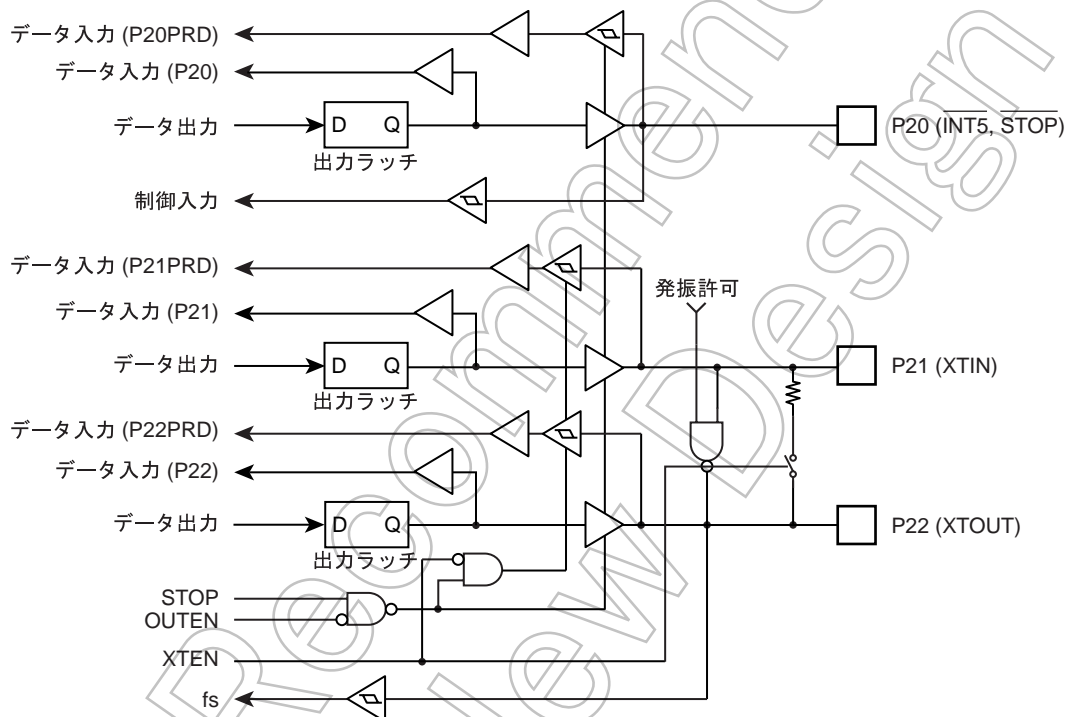 データ入力 (P20PRD)
データ入力 (P20)
データ出力
D Q
出力ラッチ
P20 (INT5, STOP)
制御入力
データ入力 (P21PRD)
発振許可
データ入力 (P21)
データ出力
D Q
出力ラッチ
P21 (XTIN)
データ入力 (P22PRD)
データ入力 (P22)
データ出力
D Q
出力ラッチ
P22 (XTOUT)
STOP
OUTEN
XTEN
fs
Recommen
ew Design